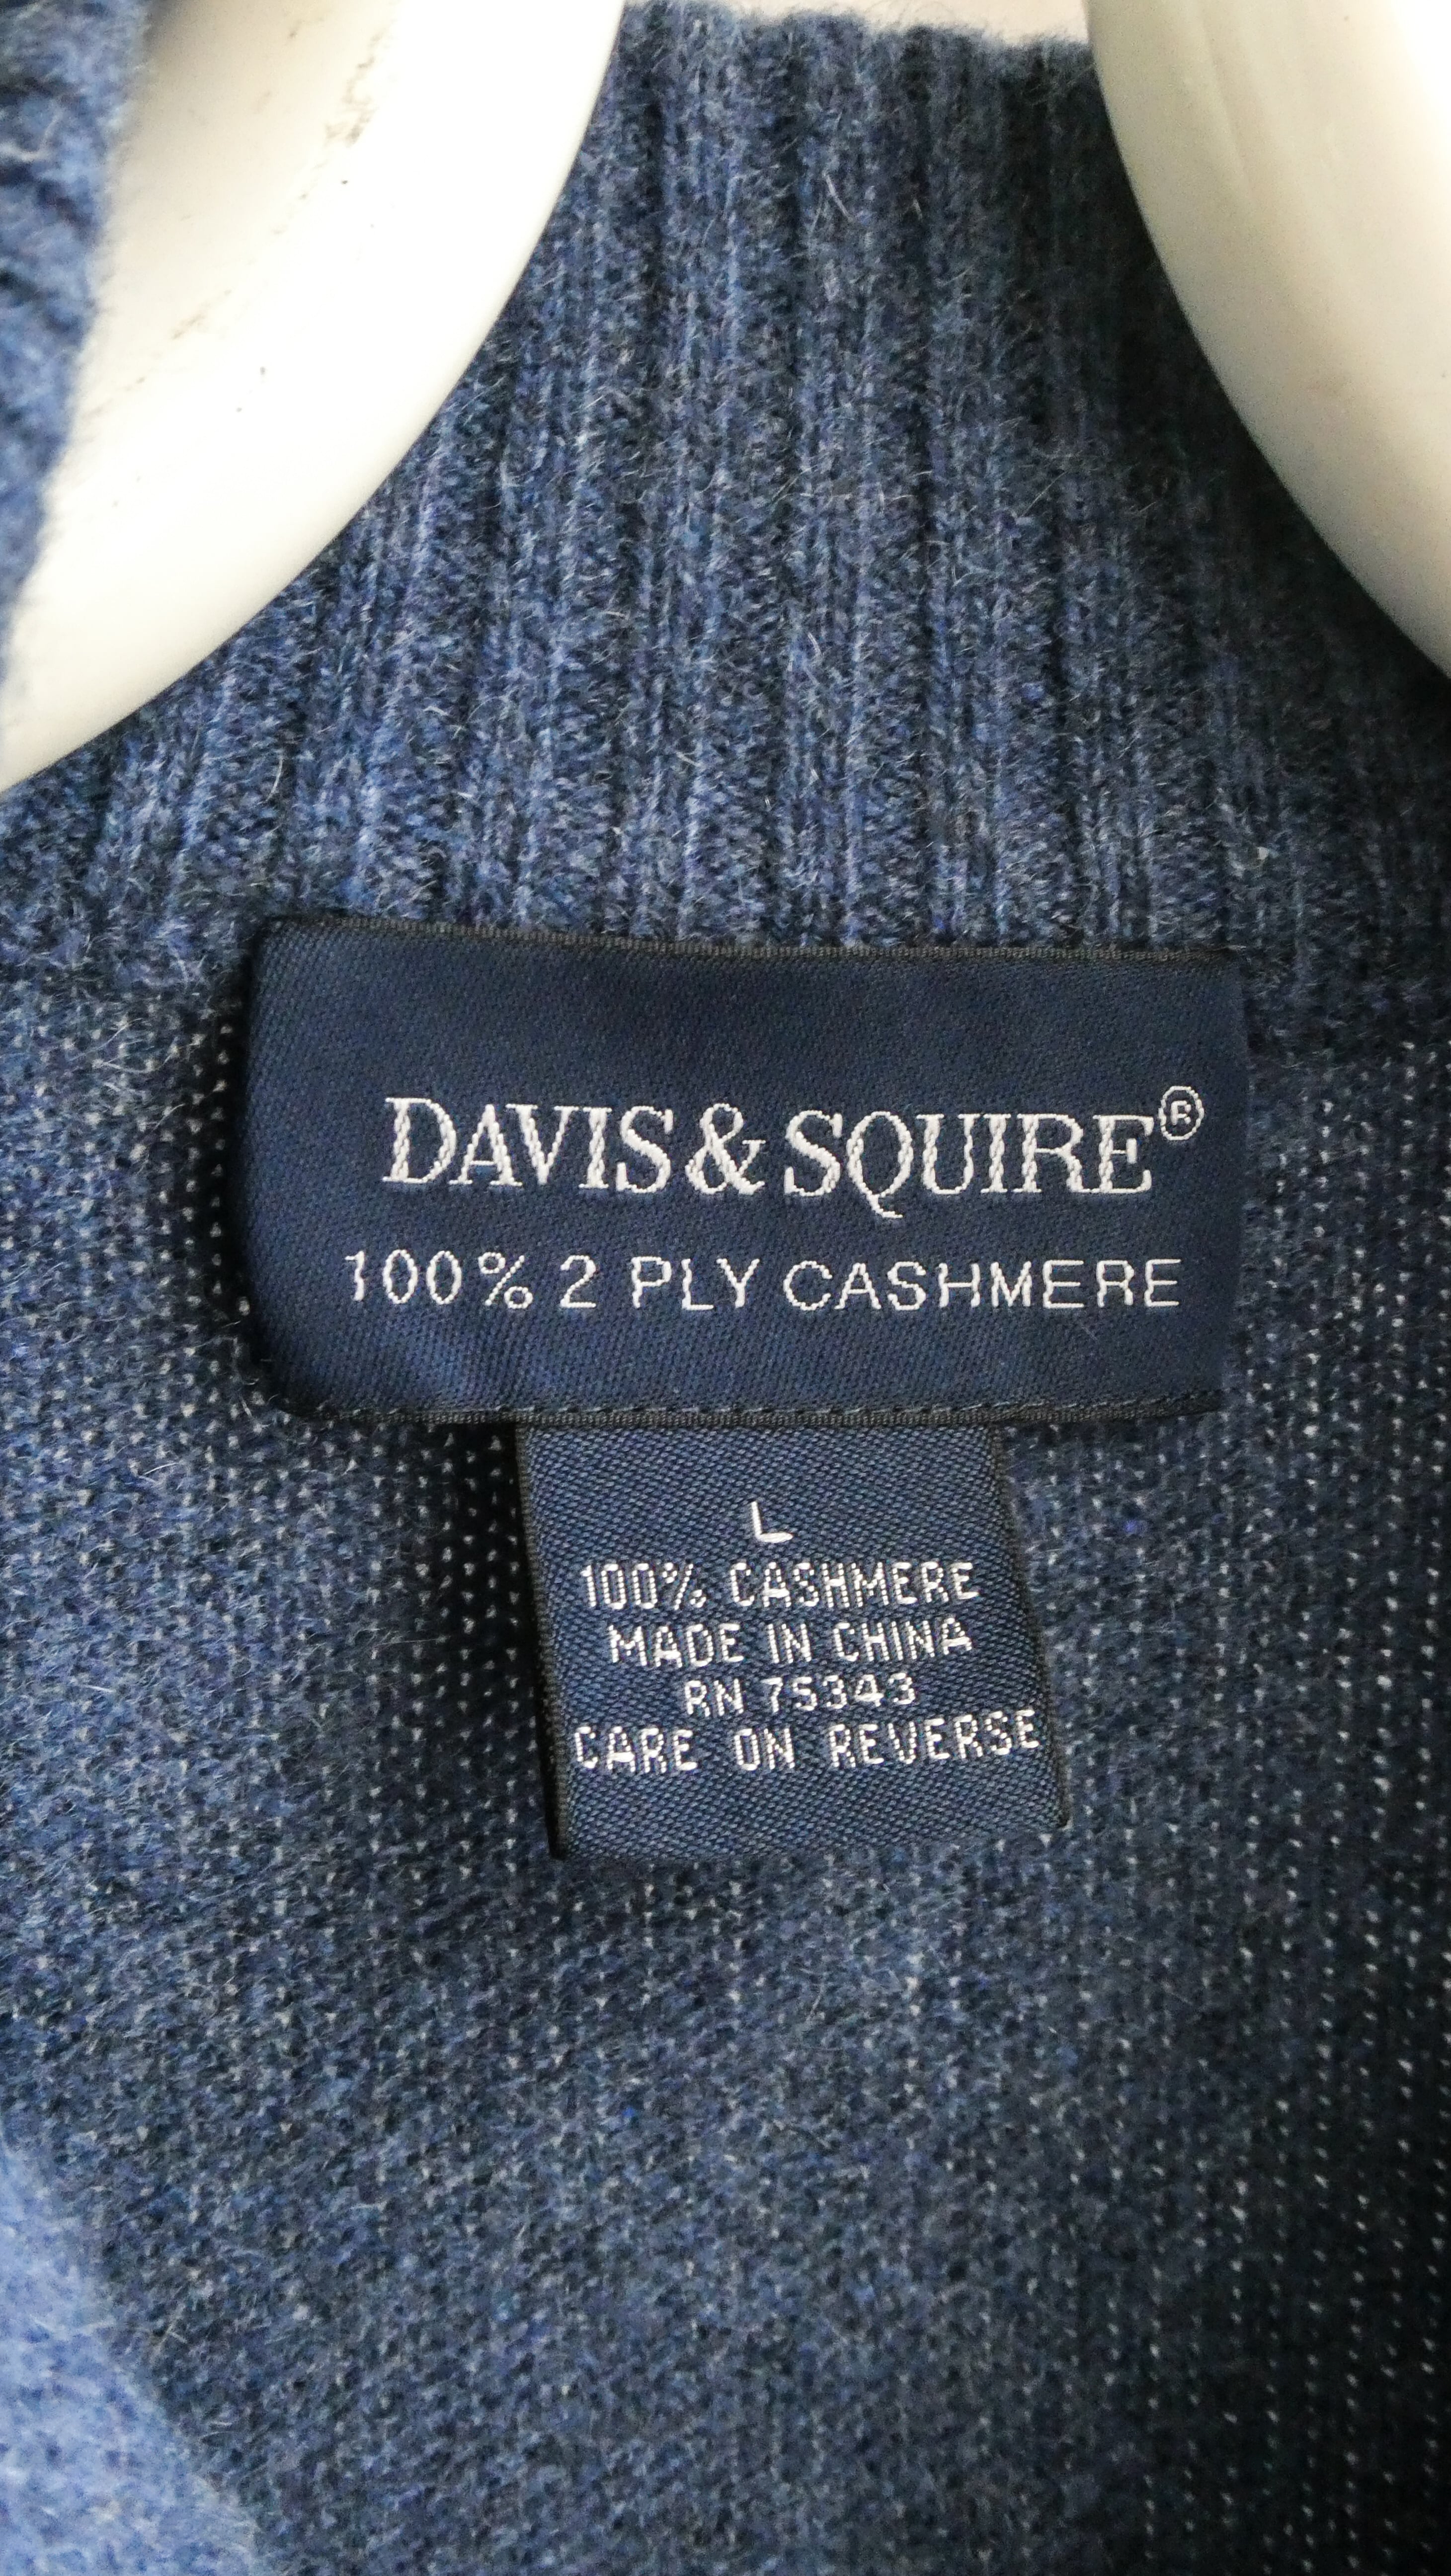 DAVIS & SQUIRE®
100% 2 PLY CASHMERE
L
100% CASHMERE
MADE IN CHINA
RN 75343
CARE ON REVERSE